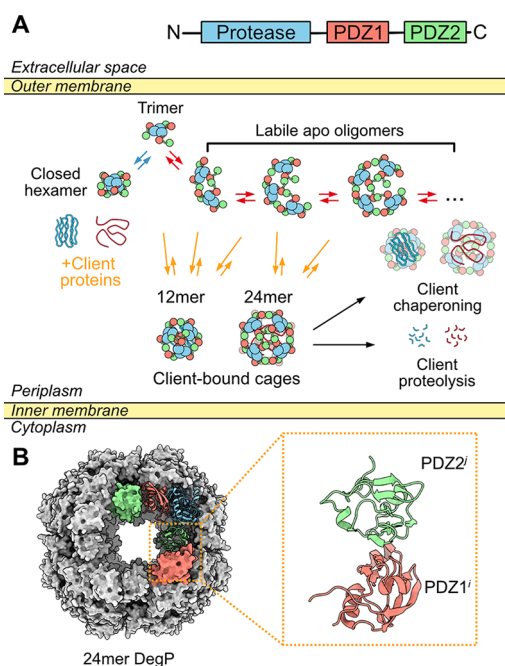 A
N
Protease
PDZ1
PDZ2
C
Extracellular space
Outer membrane
Trimer
Labile apo oligomers
Closed
hexamer
...
+Client
proteins
12mer
24mer
Client
chaperoning
Client-bound cages
Client
proteolysis
Periplasm
Inner membrane
Cytoplasm
B
PDZ2j
PDZ1i
24mer DegP